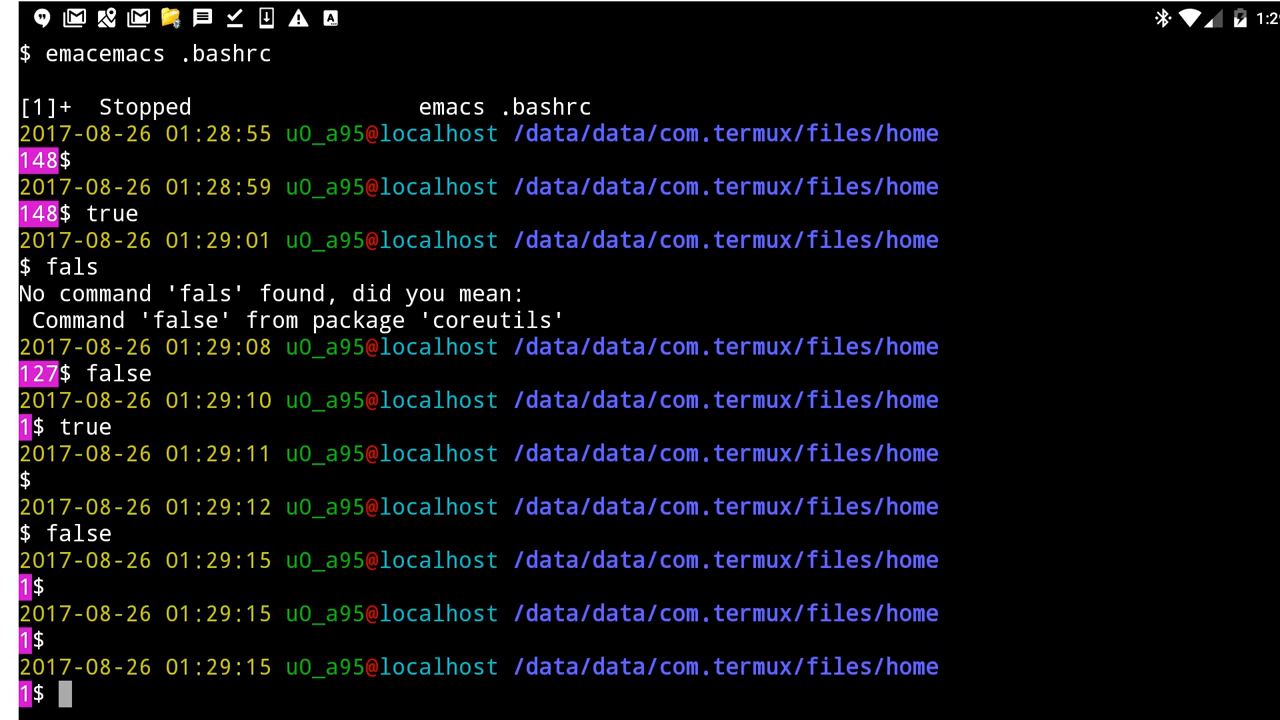 1:2
$ emacemacs .bashrc
[1]+  Stopped                 emacs .bashrc
2017-08-26 01:28:55 u0_a95@localhost /data/data/com.termux/files/home
148$
2017-08-26 01:28:59 u0_a95@localhost /data/data/com.termux/files/home
148$ true
2017-08-26 01:29:01 u0_a95@localhost /data/data/com.termux/files/home
$ fals
No command 'fals' found, did you mean:
 Command 'false' from package 'coreutils'
2017-08-26 01:29:08 u0_a95@localhost /data/data/com.termux/files/home
127$ false
2017-08-26 01:29:10 u0_a95@localhost /data/data/com.termux/files/home
1$ true
2017-08-26 01:29:11 u0_a95@localhost /data/data/com.termux/files/home
$
2017-08-26 01:29:12 u0_a95@localhost /data/data/com.termux/files/home
$ false
2017-08-26 01:29:15 u0_a95@localhost /data/data/com.termux/files/home
1$
2017-08-26 01:29:15 u0_a95@localhost /data/data/com.termux/files/home
1$
2017-08-26 01:29:15 u0_a95@localhost /data/data/com.termux/files/home
1$